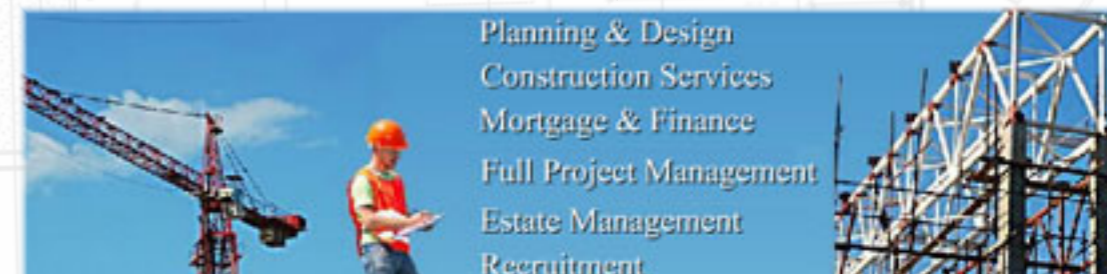 Planning & Design
Construction Services
Mortgage & Finance
Full Project Management
Estate Management
Recruitment